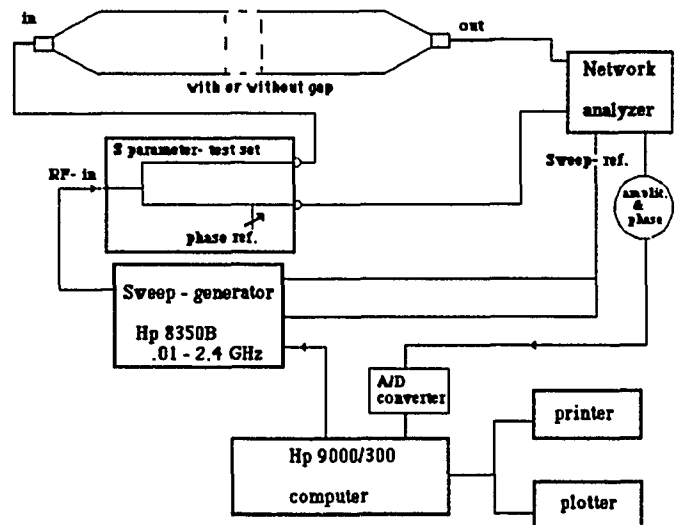 in
out
with or without gap
Network
analyzer
S parameter- test set
Sweep- ref.
RF- in
amplit.
&
phase
phase ref.
Sweep - generator
Hp 8350B
.01 - 2.4 GHz
A/D
converter
printer
Hp 9000/300
computer
plotter